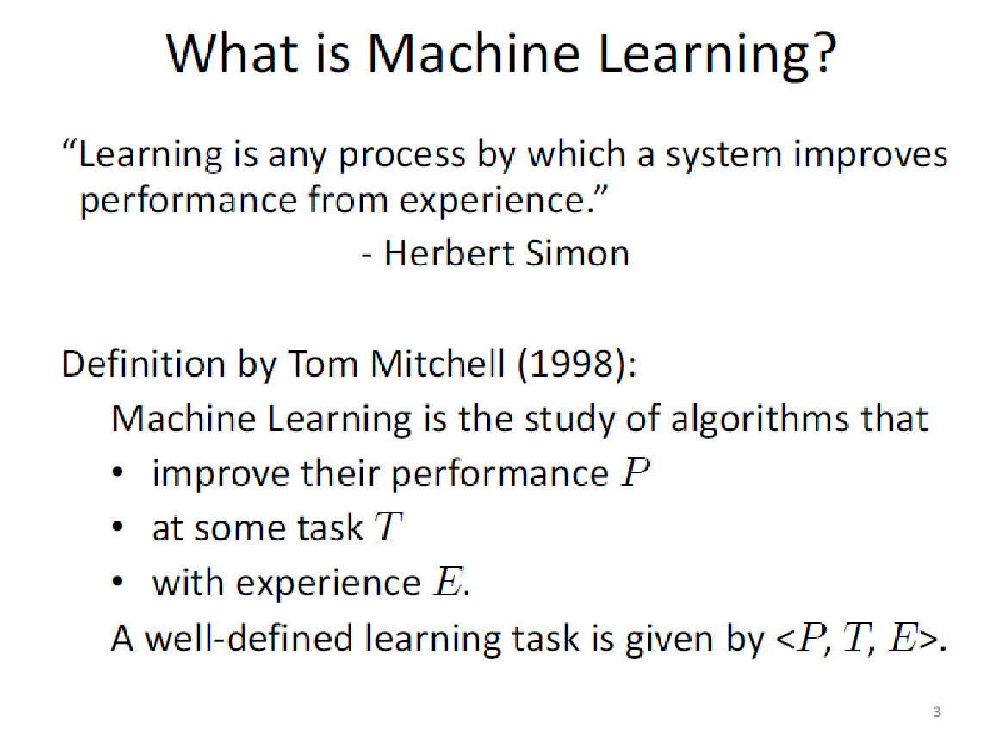 What is Machine Learning?
“Learning is any process by which a system improves
performance from experience.”
- Herbert Simon
Definition by Tom Mitchell (1998):
Machine Learning is the study of algorithms that
• improve their performance P
• at some task T
• with experience E.
A well-defined learning task is given by <P, T, E>.
3